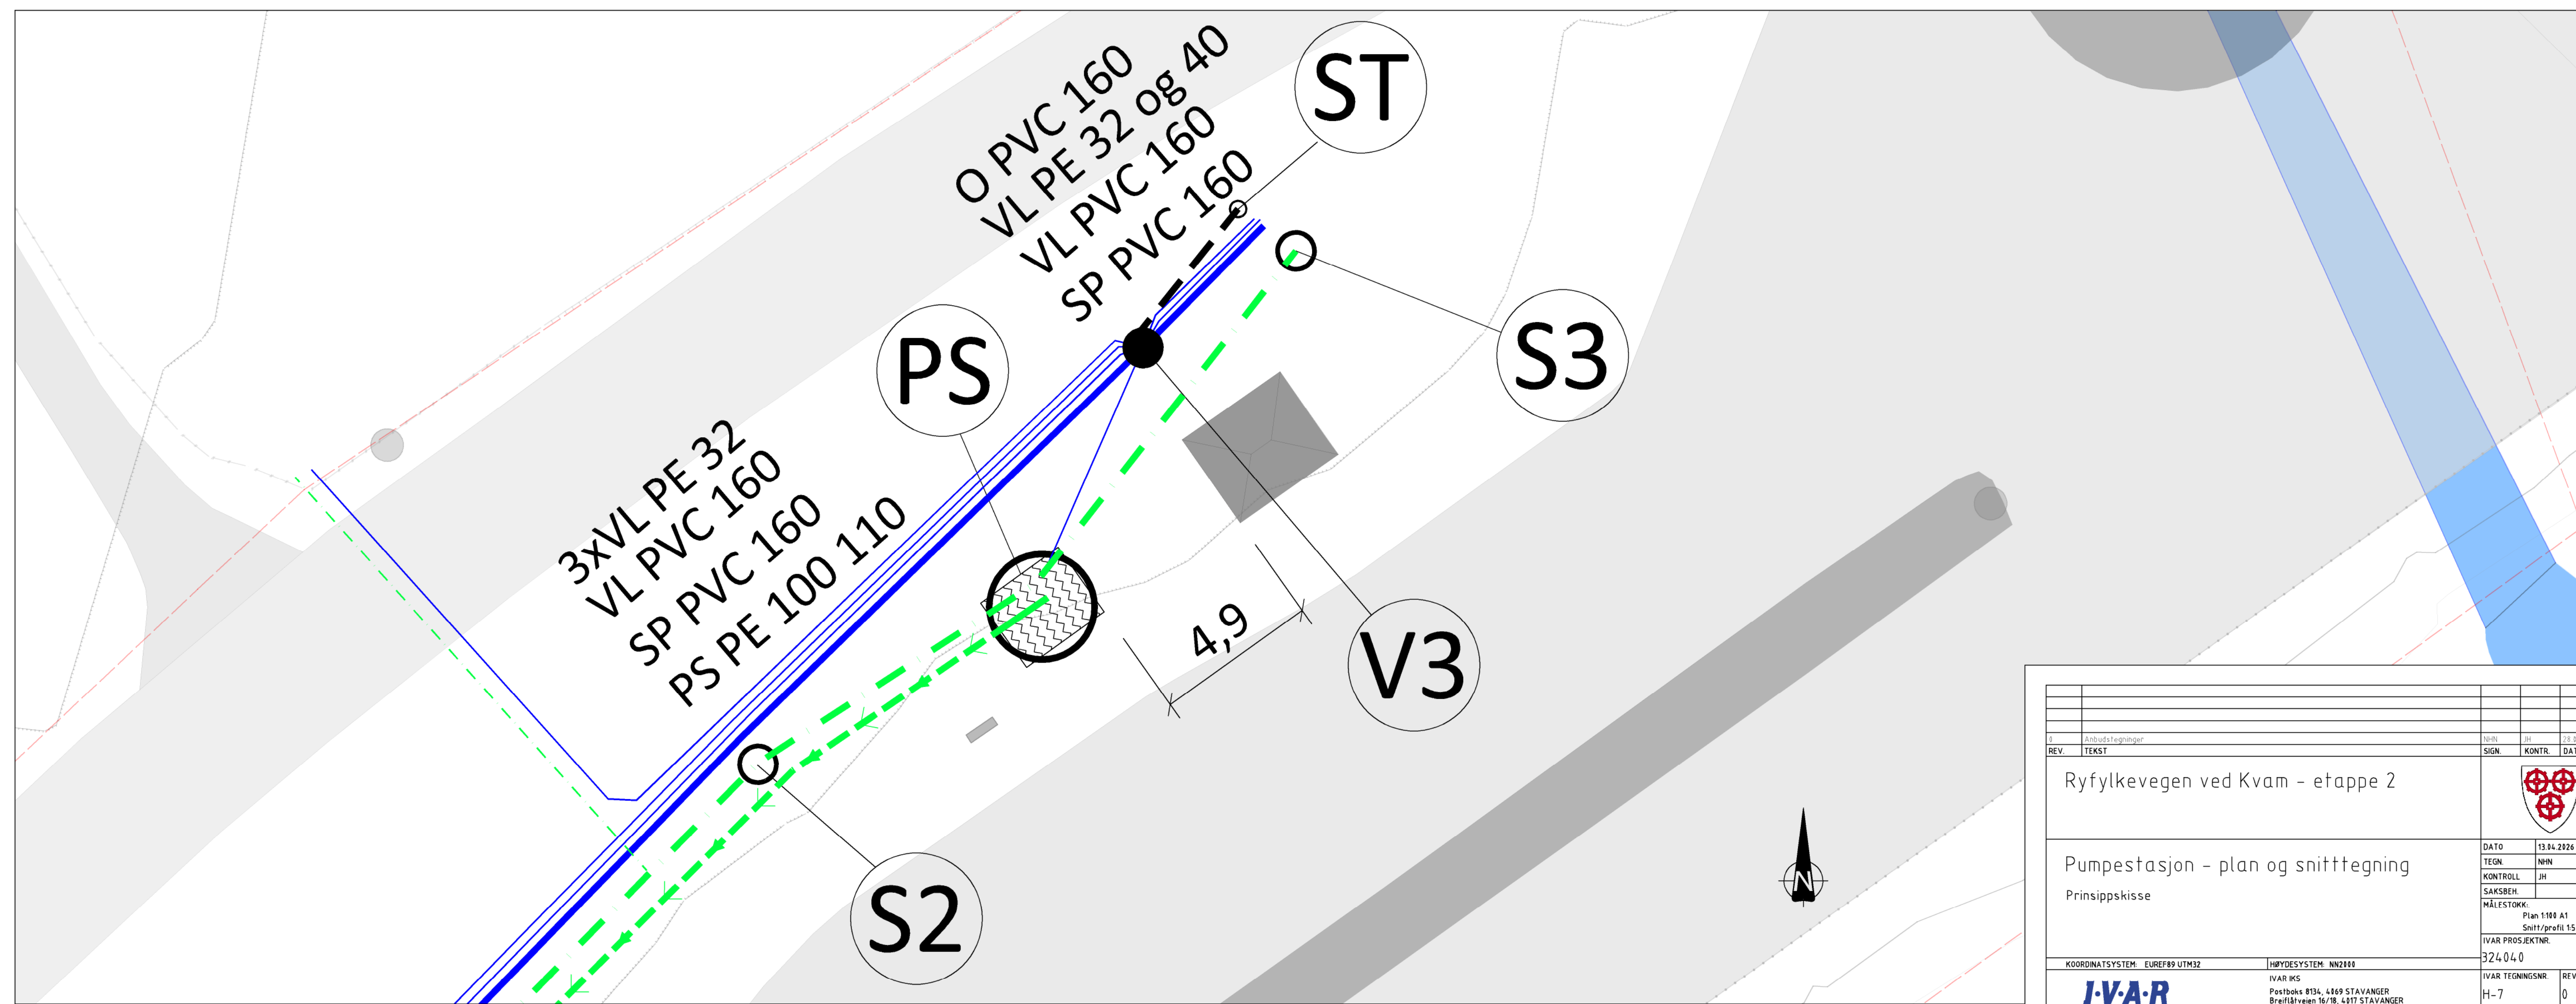 O PVC 160
VL PE 32 og 40
VL PVC 160
SP PVC 160
ST
PS
S3
3xVL PE 32
VL PVC 160
SP PVC 160
PS PE 100 110
4,9
V3
S2
N
0 Anbudstegninger NHN JH
REV. TEKST SIGN. KONTR.
Ryfylkevegen ved Kvam - etappe 2
Pumpestasjon - plan og snitttegning
Prinsippskisse
DATO 13.04.2026
TEGN. NHN
KONTROLL JH
SAKSBEH.
MÅLESTOKK:
Plan 1:100 A1
Snitt/profil
IVAR PROSJEKTNR.
324040
KOORDINATSYSTEM: EUREF89 UTM32 HØYDESYSTEM: NN2000
IVAR TEGNINGSNR. REV
H-7 0
I·V·A·R
IVAR IKS
Postboks 8134, 4069 STAVANGER
Breiflåtveien 16/18, 4017 STAVANGER